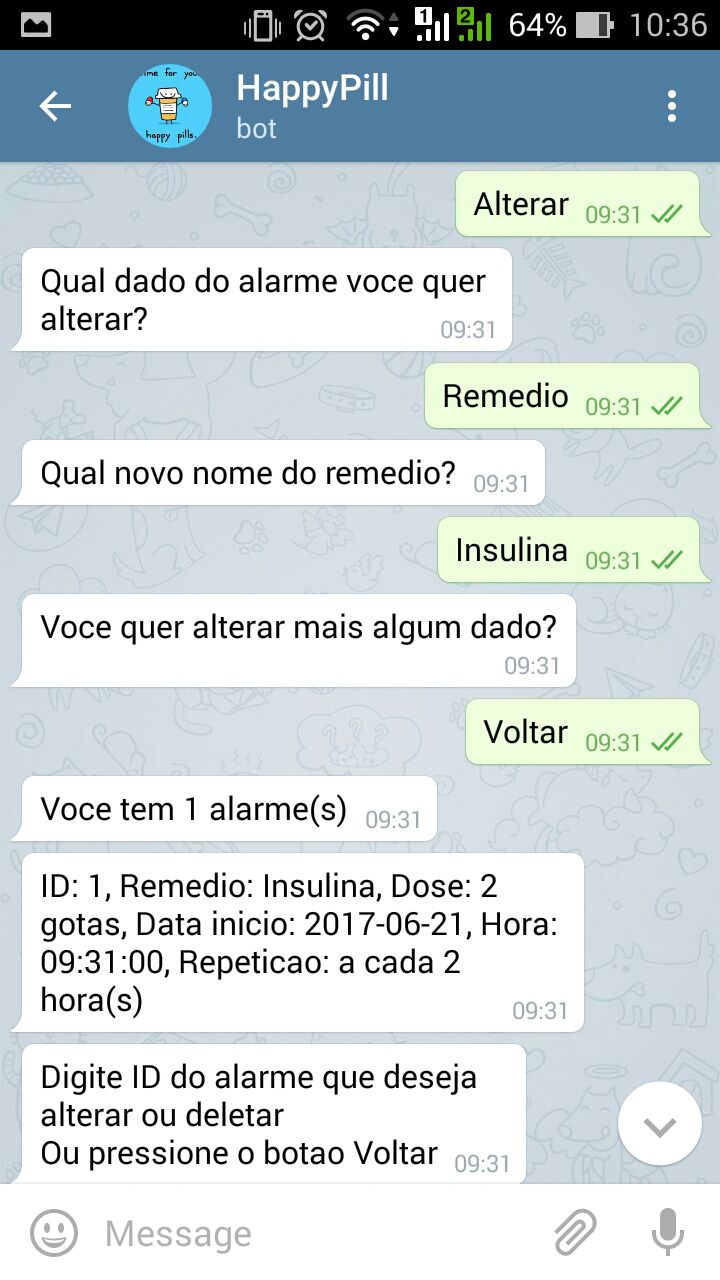 64% 10:36
HappyPill
bot
ime for you
happy pills.
Alterar 09:31
Qual dado do alarme voce quer
alterar?
09:31
Remedio 09:31
Qual novo nome do remedio? 09:31
Insulina 09:31
Voce quer alterar mais algum dado?
09:31
Voltar 09:31
Voce tem 1 alarme(s) 09:31
ID: 1, Remedio: Insulina, Dose: 2
gotas, Data inicio: 2017-06-21, Hora:
09:31:00, Repeticao: a cada 2
hora(s)
09:31
Digite ID do alarme que deseja
alterar ou deletar
Ou pressione o botao Voltar 09:31
Message